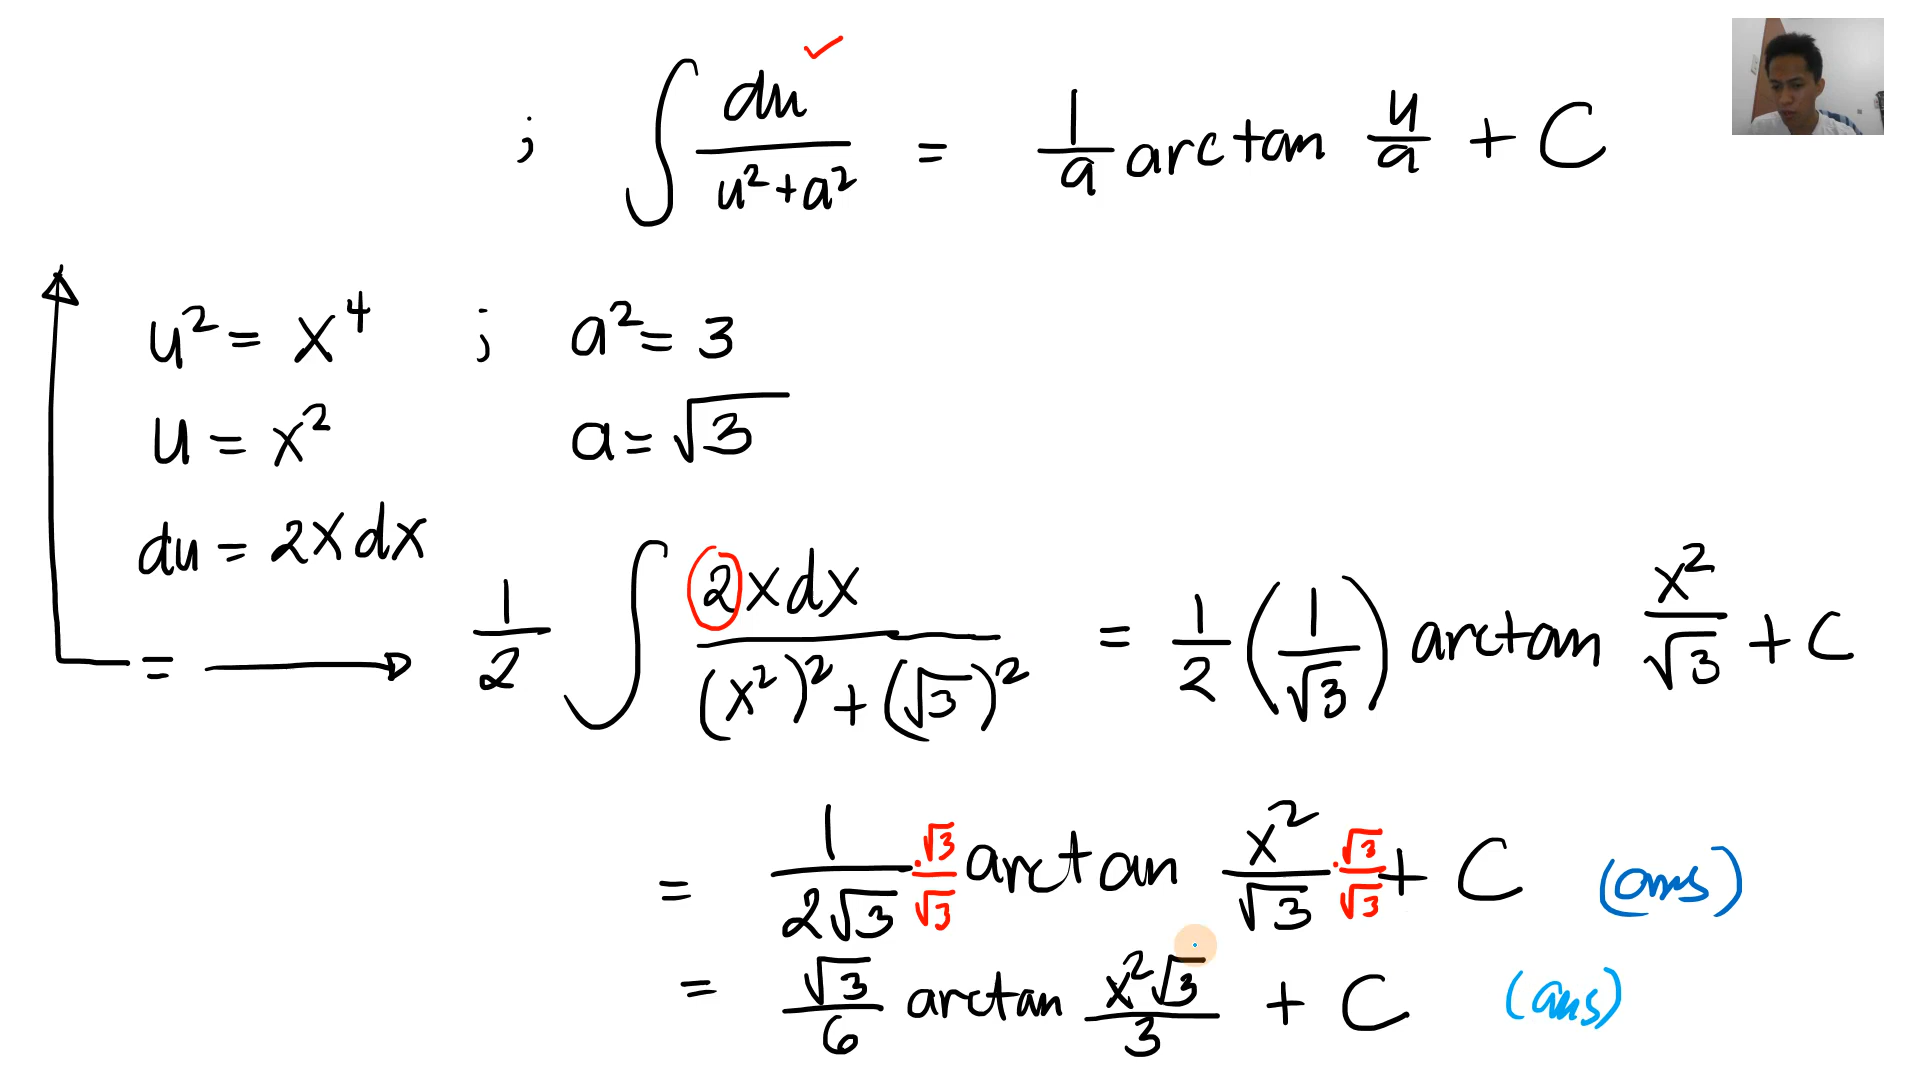 ; ∫ du / (u² + a²) = 1/a arctan u/a + C
u² = x⁴ ; a² = 3
u = x² a = √3
du = 2x dx
= → 1/2 ∫ 2x dx / ((x²)² + (√3)²) = 1/2 (1/√3) arctan x²/√3 + C
= 1/(2√3) · √3/√3 arctan x²/√3 · √3/√3 + C (ans)
= √3/6 arctan x²√3/3 + C (ans)